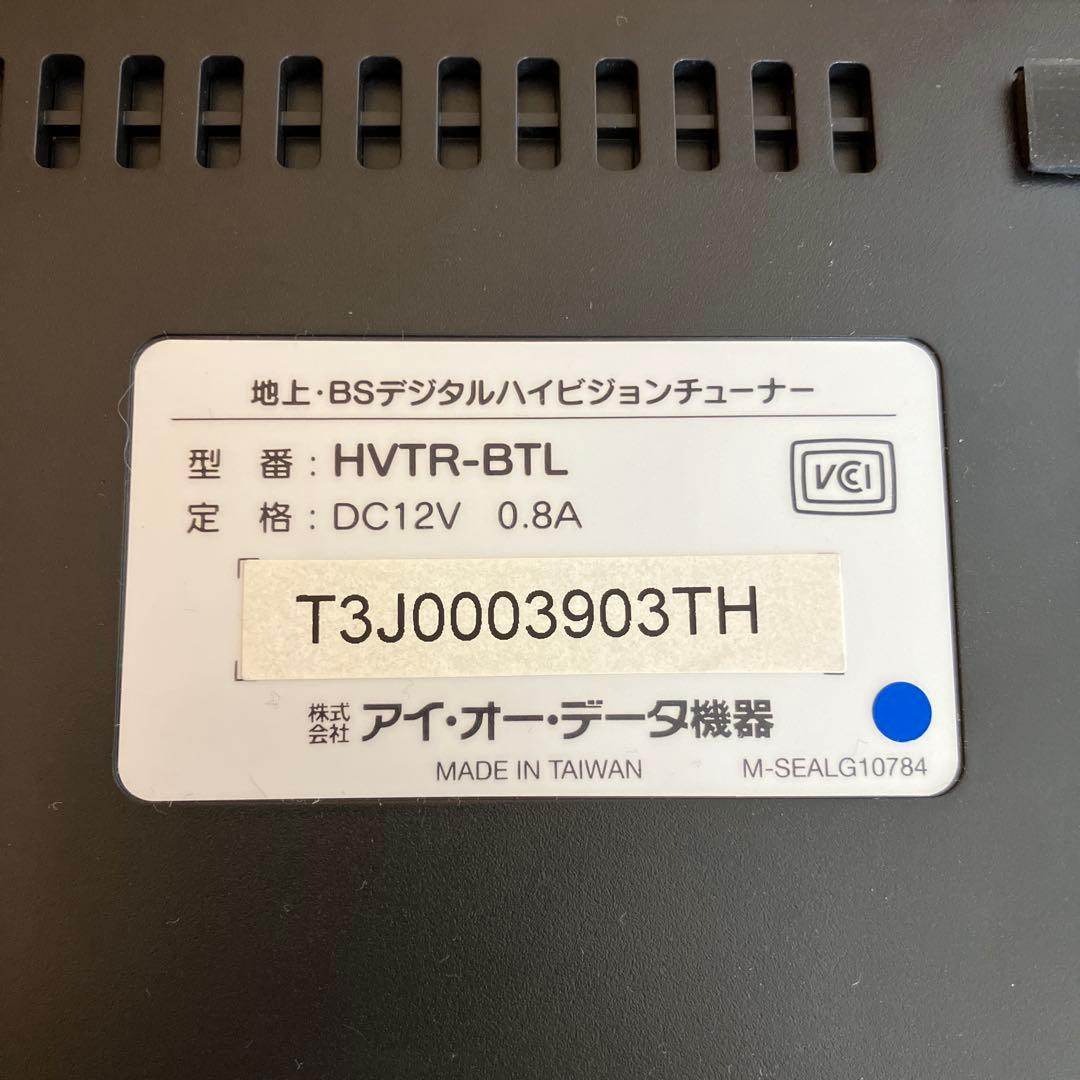 地上・BSデジタルハイビジョンチューナー
型 番 : HVTR-BTL
定 格 : DC12V 0.8A
VCCI
T3J0003903TH
株式会社 アイ・オー・データ機器
MADE IN TAIWAN M-SEALG10784